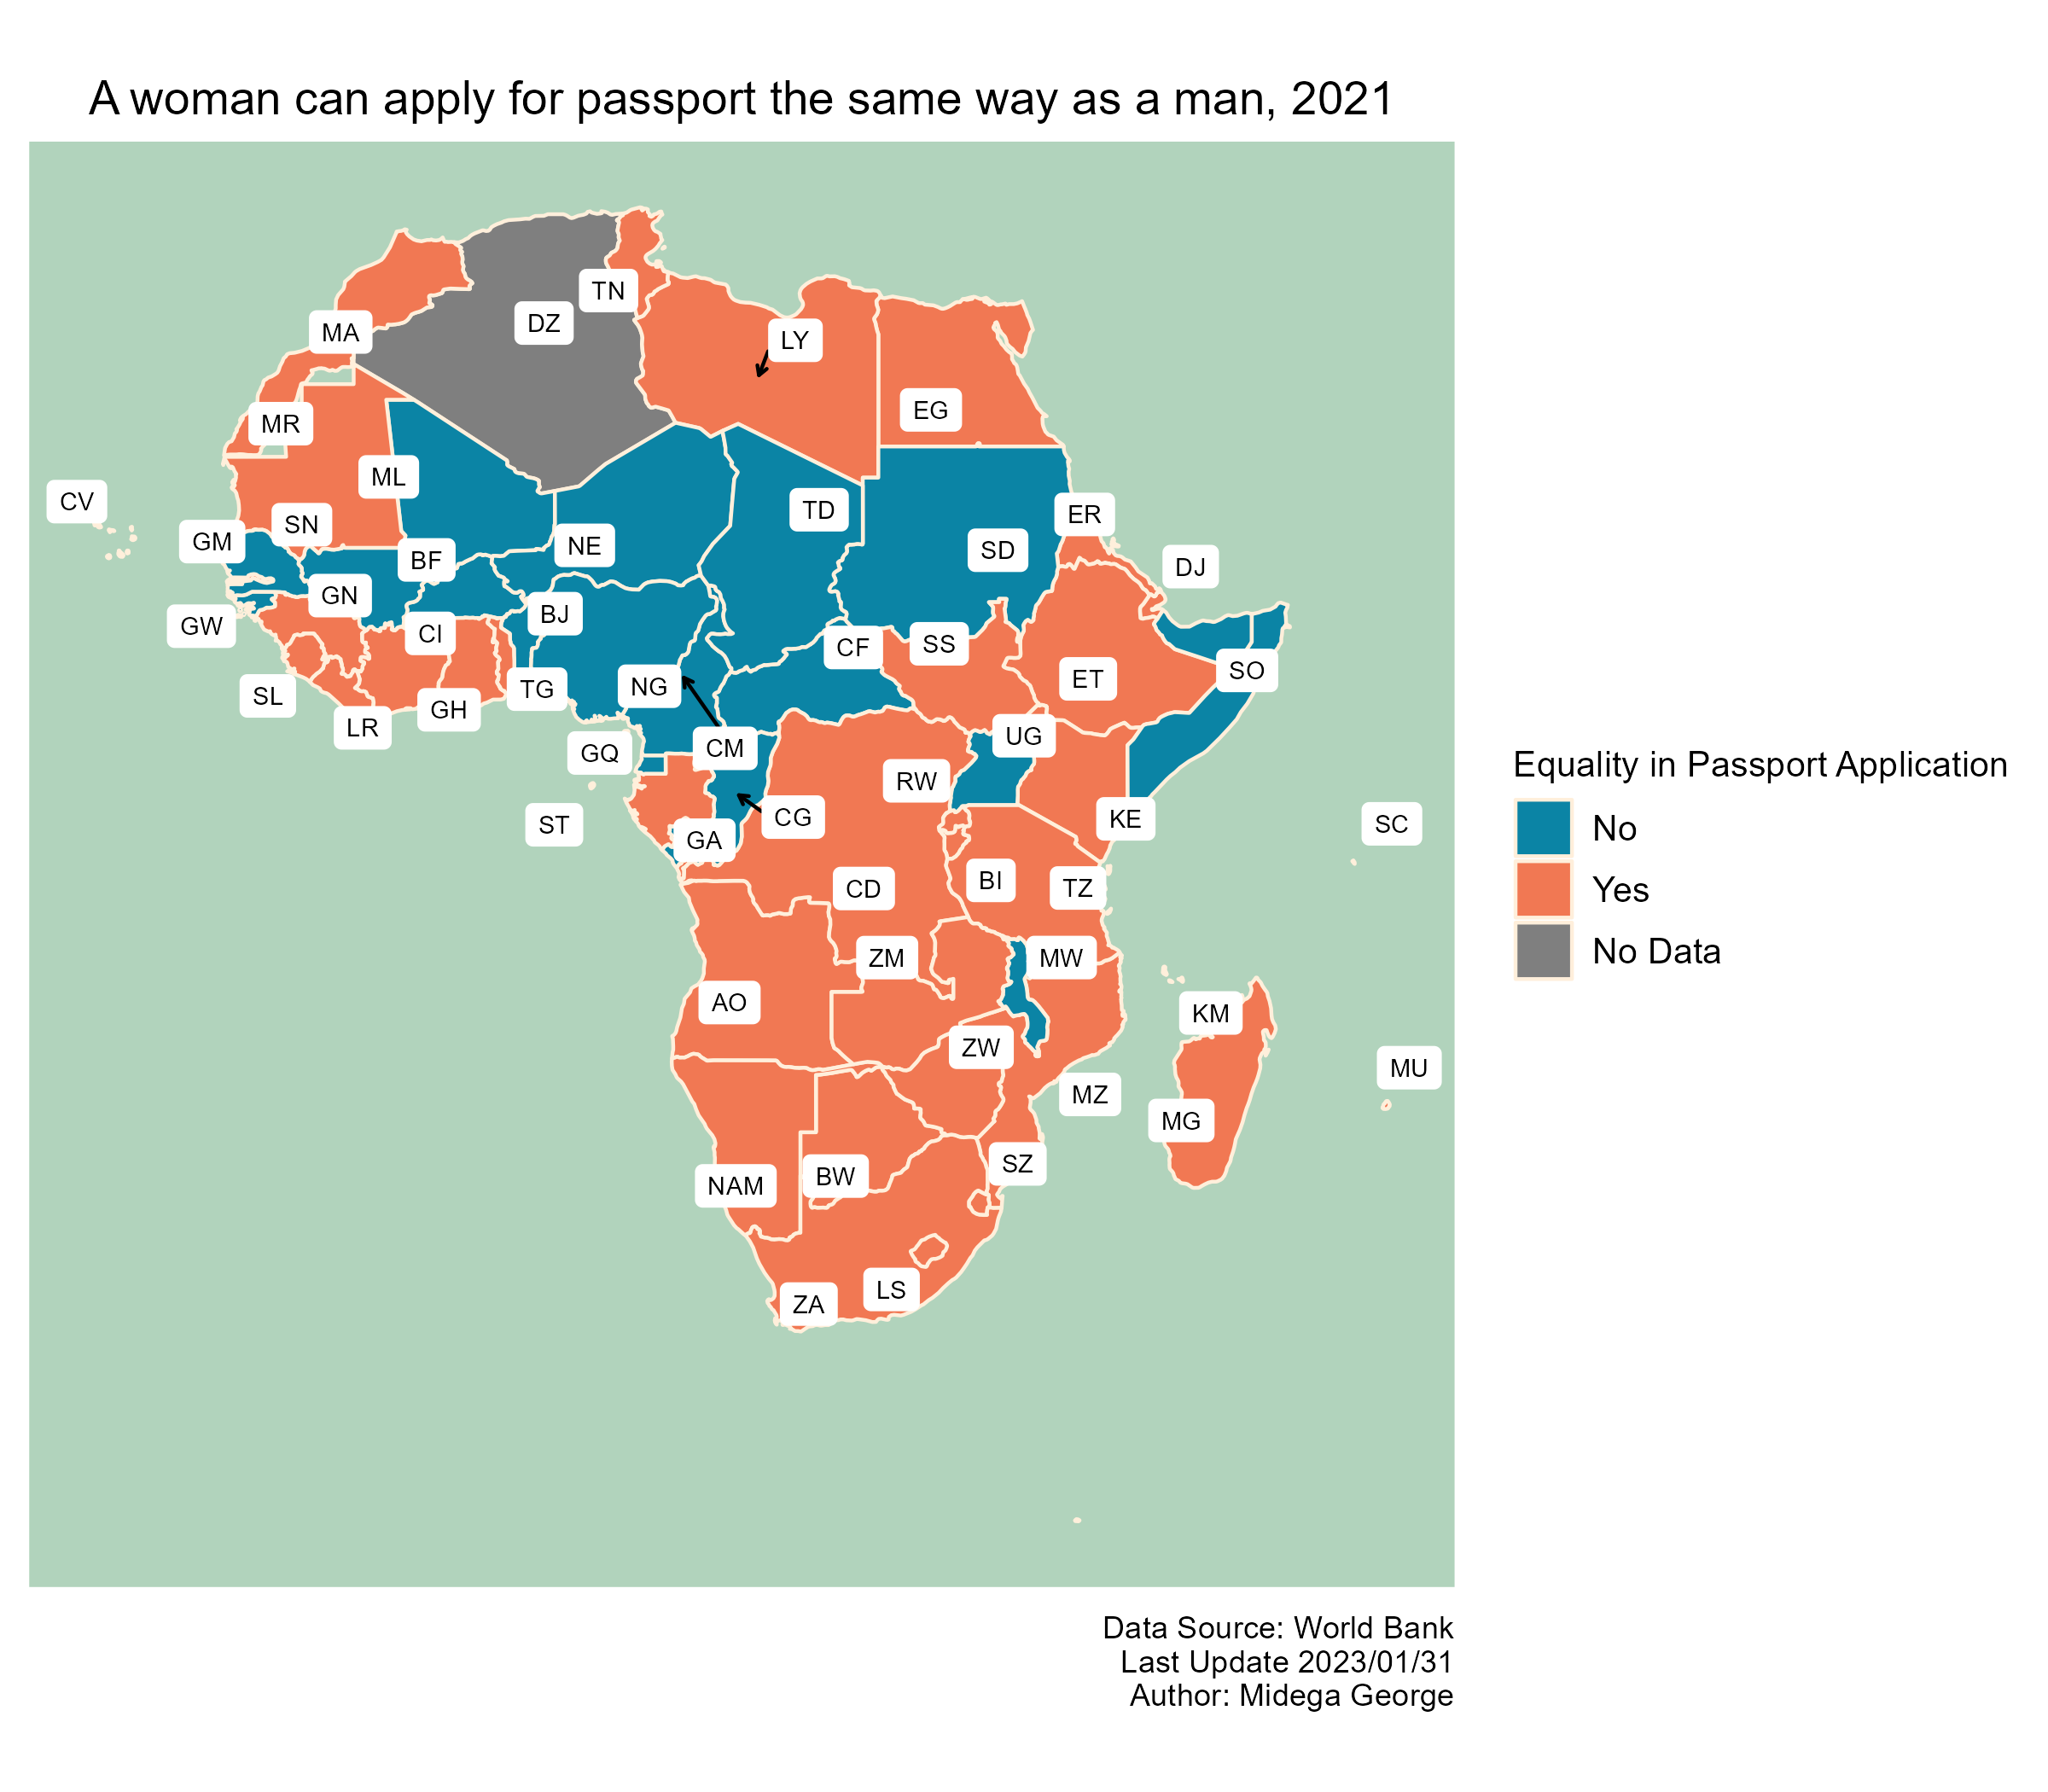 A woman can apply for passport the same way as a man, 2021
TN
DZ
MA
LY
EG
MR
ML
CV
TD
ER
SN
GM
NE
SD
BF
DJ
GN
BJ
GW
CI
SS
CF
SO
ET
NG
TG
SL
GH
LR
UG
CM
GQ
RW
CG
KE
ST
SC
GA
BI
TZ
CD
ZM
MW
AO
KM
ZW
MU
MZ
MG
SZ
BW
NAM
LS
ZA
Equality in Passport Application
No
Yes
No Data
Data Source: World Bank
Last Update 2023/01/31
Author: Midega George